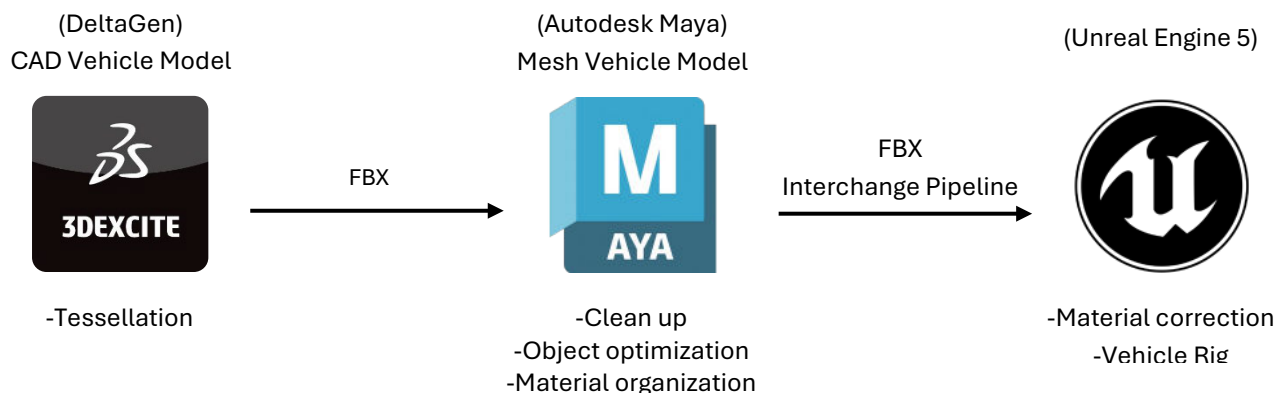 (DeltaGen)
CAD Vehicle Model
3DS
3DEXCITE
-Tessellation
FBX
(Autodesk Maya)
Mesh Vehicle Model
M
AYA
-Clean up
-Object optimization
-Material organization
FBX
Interchange Pipeline
(Unreal Engine 5)
U
-Material correction
-Vehicle Rig